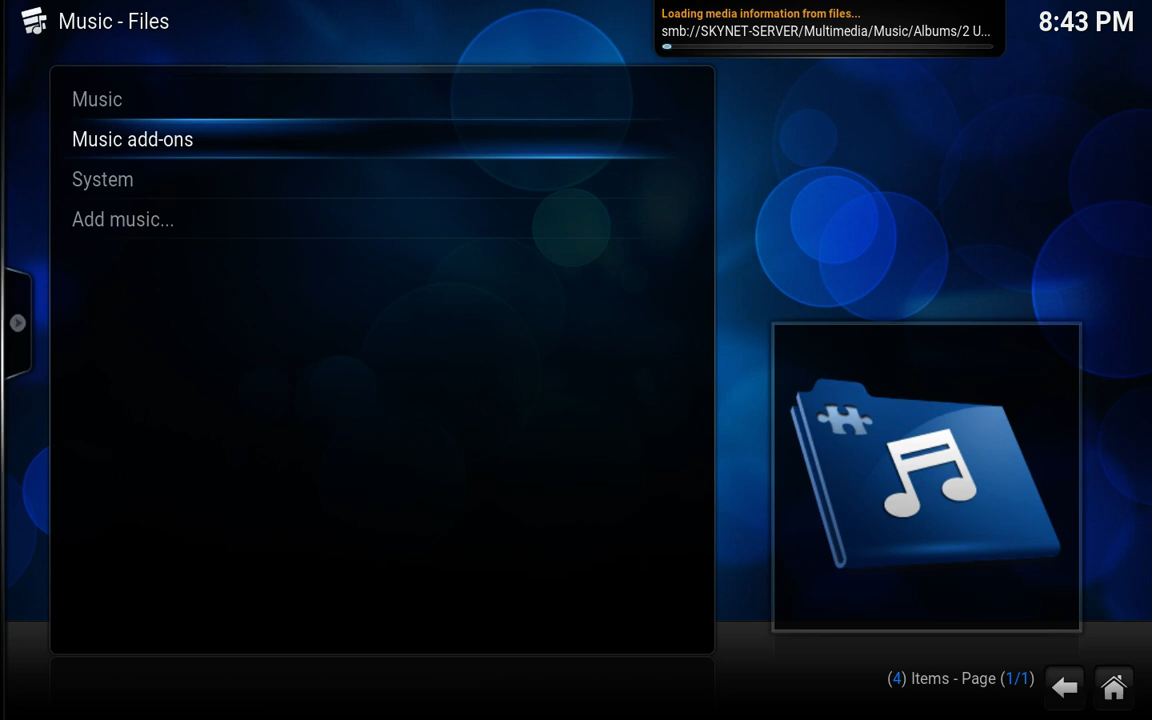 Music - Files
Loading media information from files...
smb://SKYNET-SERVER/Multimedia/Music/Albums/2 U...
8:43 PM
Music
Music add-ons
System
Add music...
(4) Items - Page (1/1)